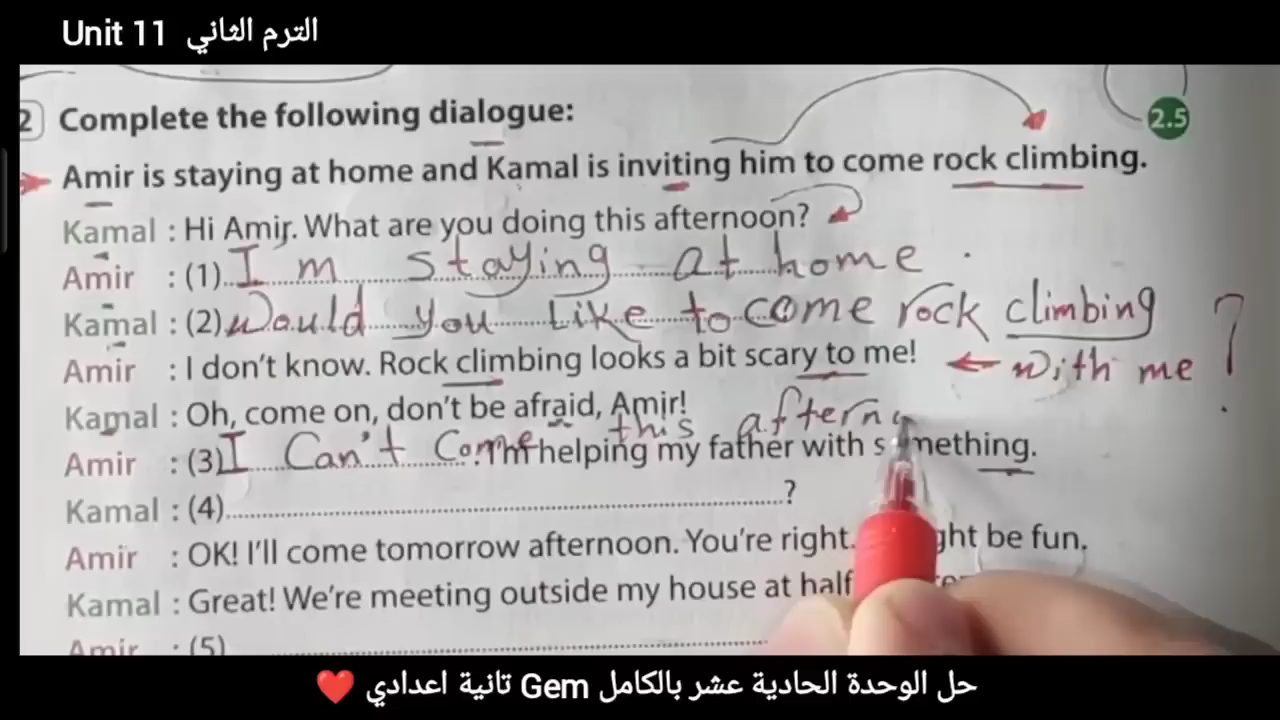 Unit 11 الترم الثاني
2 Complete the following dialogue:
2.5
Amir is staying at home and Kamal is inviting him to come rock climbing.
Kamal : Hi Amir. What are you doing this afternoon?
Amir : (1) I m staying at home .
Kamal : (2) Would you like to come rock climbing ?
Amir : I don't know. Rock climbing looks a bit scary to me! with me
Kamal : Oh, come on, don't be afraid, Amir!
this aftern
Amir : (3) I Can't Come . I'm helping my father with something.
Kamal : (4)..............................?
Amir : OK! I'll come tomorrow afternoon. You're right. be fun.
Kamal : Great! We're meeting outside my house at half
Amir : (5)..............................
حل الوحدة الحادية عشر بالكامل Gem تانية اعدادي ❤️